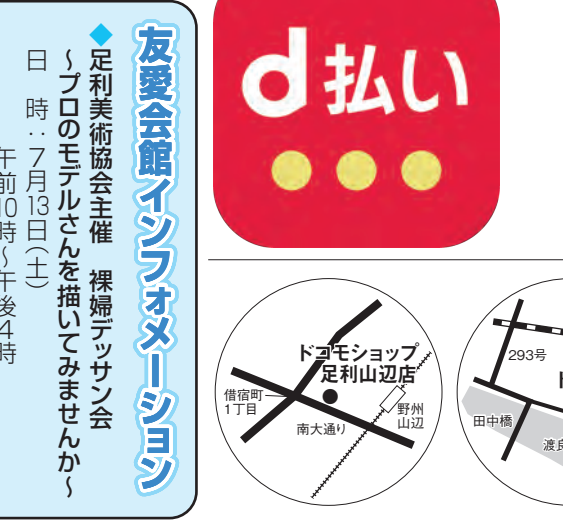 友愛会館インフォメーション
◆足利美術協会主催 裸婦デッサン会
〜プロのモデルさんを描いてみませんか〜
日 時：7月13日(土)
午前10時〜午後4時
d払い
ドコモショップ
足利山辺店
借宿町
1丁目
南大通り
野州
山辺
293号
田中橋